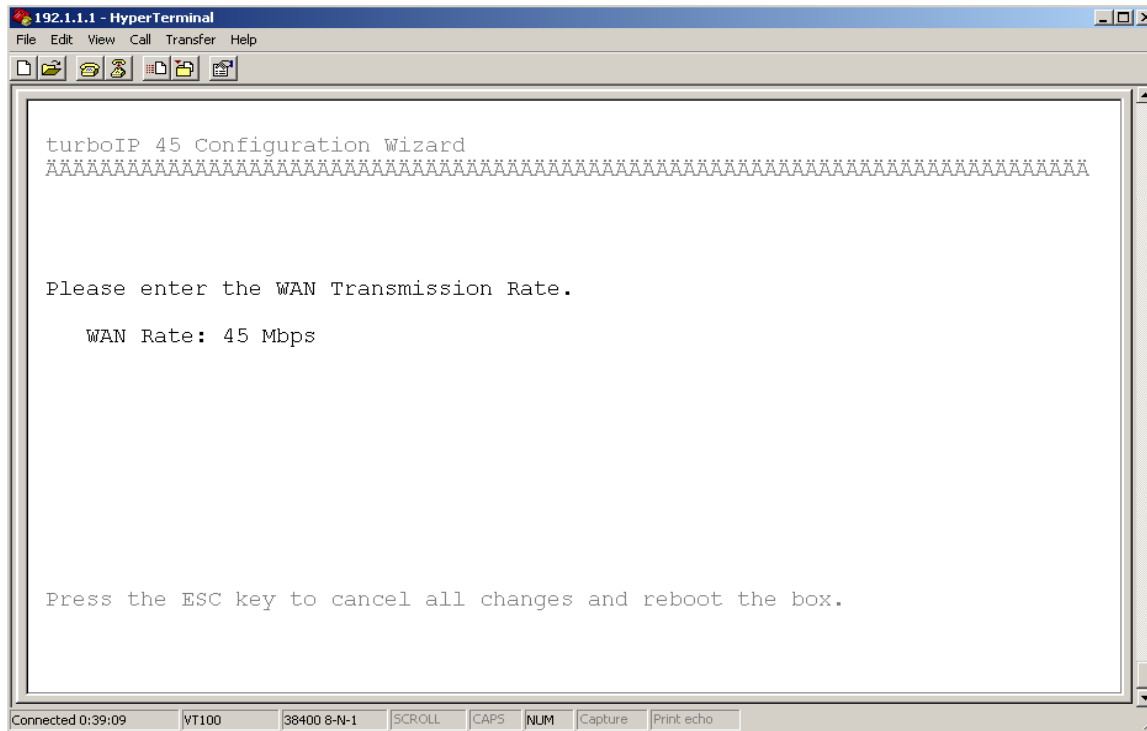 192.1.1.1 - HyperTerminal
File Edit View Call Transfer Help
turboIP 45 Configuration Wizard
ÄÄÄÄÄÄÄÄÄÄÄÄÄÄÄÄÄÄÄÄÄÄÄÄÄÄÄÄÄÄÄÄÄÄÄÄÄÄÄÄÄÄÄÄÄÄÄÄÄÄÄÄÄÄÄÄÄÄÄÄÄÄÄÄÄÄÄÄÄÄÄÄÄÄÄÄÄ
Please enter the WAN Transmission Rate.
WAN Rate: 45 Mbps
Press the ESC key to cancel all changes and reboot the box.
Connected 0:39:09 VT100 38400 8-N-1 SCROLL CAPS NUM Capture Print echo